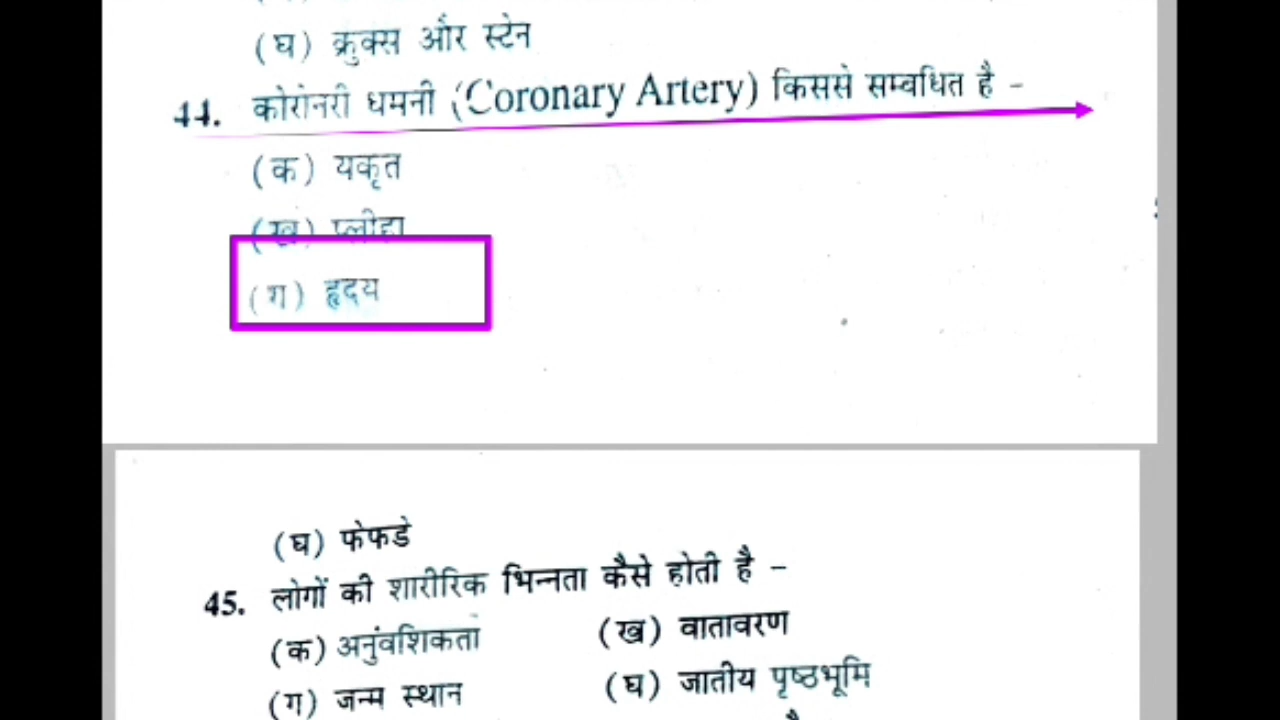 (घ) क्रुक्स और स्टेन
44. कोरोनरी धमनी (Coronary Artery) किससे सम्वधित है -
(क) यकृत
(ख) प्लीहा
(ग) हृदय
(घ) फेफडे
45. लोगों की शारीरिक भिन्नता कैसे होती है -
(क) अनुंवशिकता (ख) वातावरण
(ग) जन्म स्थान (घ) जातीय पृष्ठभूमि